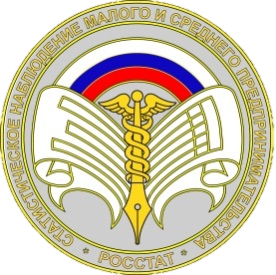 СТАТИСТИЧЕСКОЕ НАБЛЮДЕНИЕ МАЛОГО И СРЕДНЕГО ПРЕДПРИНИМАТЕЛЬСТВА
* РОССТАТ *